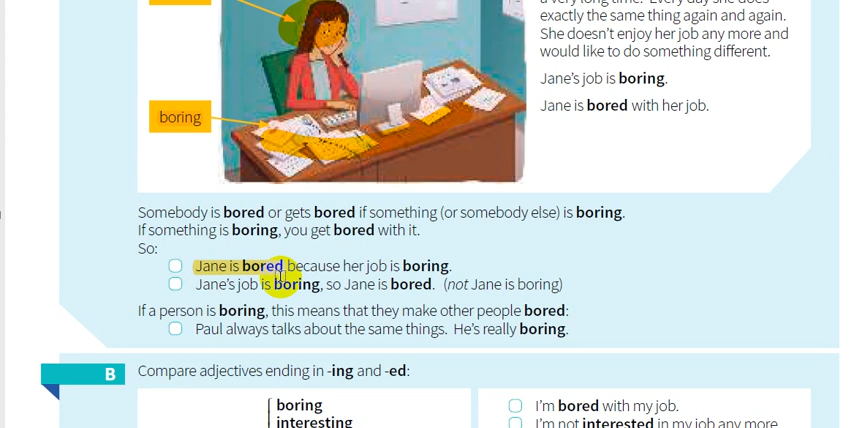 a very long time. Every day she does
exactly the same thing again and again.
She doesn't enjoy her job any more and
would like to do something different.
Jane's job is boring.
Jane is bored with her job.
boring
Somebody is bored or gets bored if something (or somebody else) is boring.
If something is boring, you get bored with it.
So:
Jane is bored because her job is boring.
Jane's job is boring, so Jane is bored. (not Jane is boring)
If a person is boring, this means that they make other people bored:
Paul always talks about the same things. He's really boring.
B
Compare adjectives ending in -ing and -ed:
boring
interesting
I'm bored with my job.
I'm not interested in my job any more